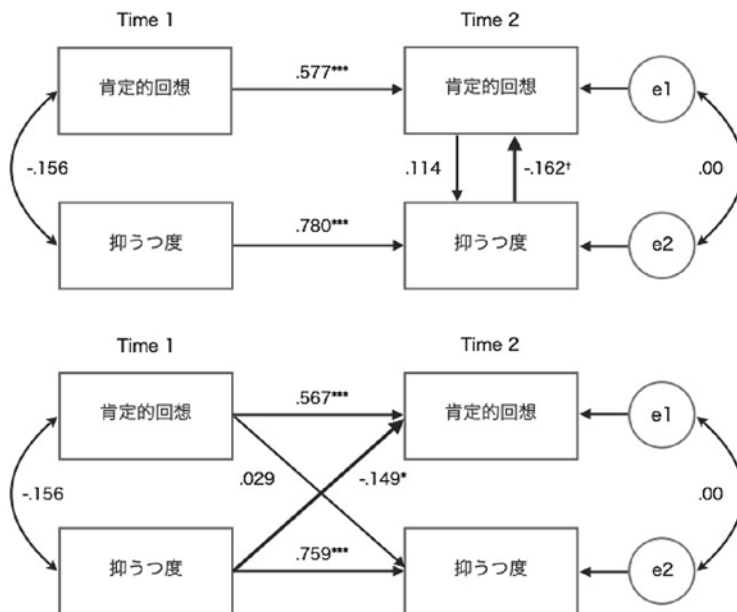 Time 1
Time 2
肯定的回想
.577***
肯定的回想
e1
-.156
.114
-.162†
.00
抑うつ度
.780***
抑うつ度
e2
Time 1
Time 2
肯定的回想
.567***
肯定的回想
e1
-.156
.029
-.149*
.00
抑うつ度
.759***
抑うつ度
e2